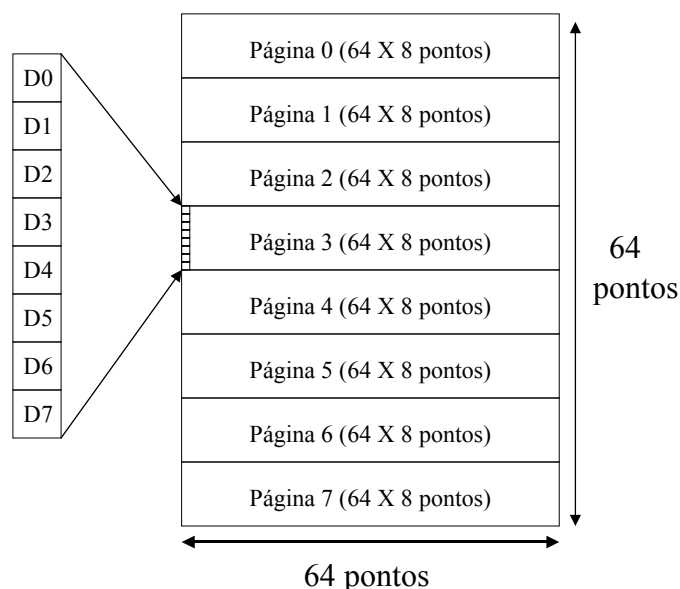 D0
D1
D2
D3
D4
D5
D6
D7
Página 0 (64 X 8 pontos)
Página 1 (64 X 8 pontos)
Página 2 (64 X 8 pontos)
Página 3 (64 X 8 pontos)
Página 4 (64 X 8 pontos)
Página 5 (64 X 8 pontos)
Página 6 (64 X 8 pontos)
Página 7 (64 X 8 pontos)
64
pontos
64 pontos